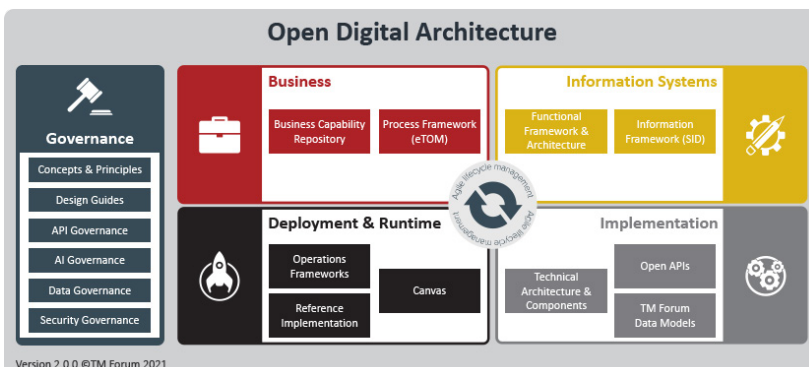 Open Digital Architecture
Governance
Concepts & Principles
Design Guides
API Governance
AI Governance
Data Governance
Security Governance
Business
Business Capability
Repository
Process Framework
(eTOM)
Information Systems
Functional
Framework &
Architecture
Information
Framework (SID)
Agile lifecycle management
Agile lifecycle management
Deployment & Runtime
Operations
Frameworks
Reference
Implementation
Canvas
Implementation
Technical
Architecture &
Components
Open APIs
TM Forum
Data Models
Version 2.0.0 ©TM Forum 2021